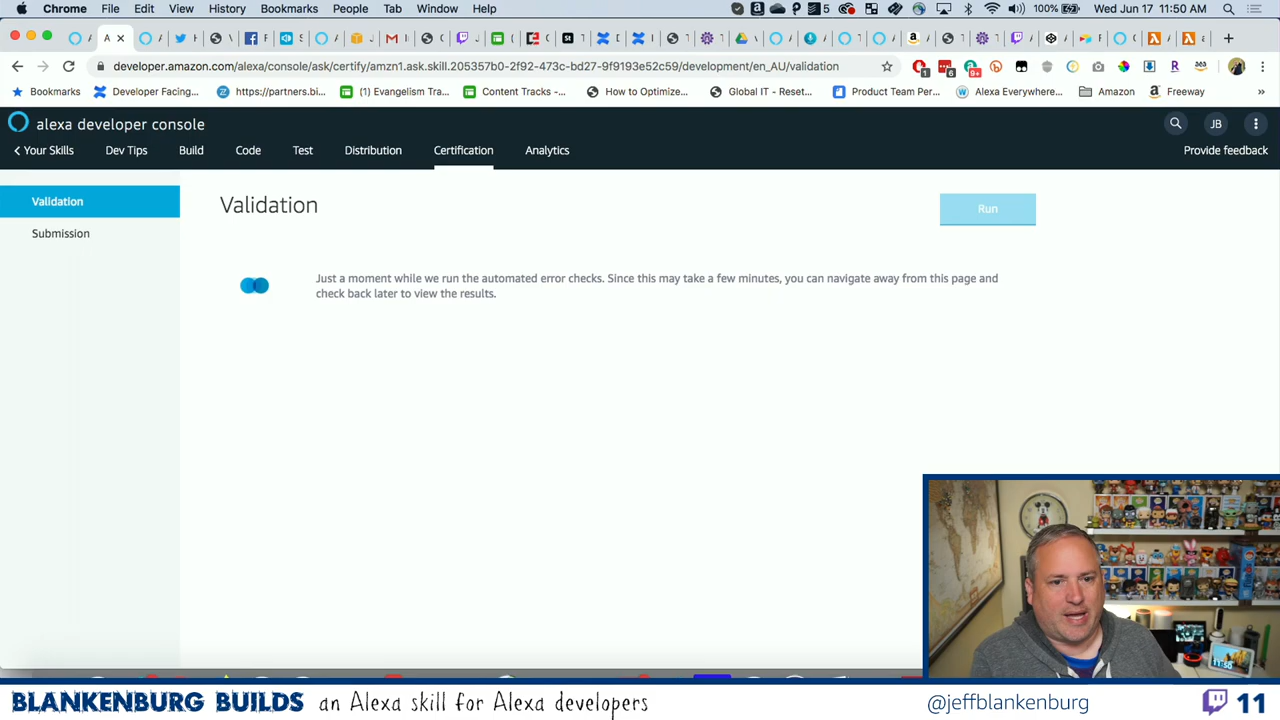 Chrome File Edit View History Bookmarks People Tab Window Help 5 100% Wed Jun 17 11:50 AM
developer.amazon.com/alexa/console/ask/certify/amzn1.ask.skill.205357b0-2f92-473c-bd27-9f9193e52c59/development/en_AU/validation
Bookmarks Developer Facing... https://partners.bi... (1) Evangelism Tra... Content Tracks -... How to Optimize... Global IT - Reset... Product Team Per... Alexa Everywhere... Amazon Freeway »
alexa developer console JB
Your Skills Dev Tips Build Code Test Distribution Certification Analytics Provide feedback
Validation
Submission
Validation
Run
Just a moment while we run the automated error checks. Since this may take a few minutes, you can navigate away from this page and
check back later to view the results.
11:50
BLANKENBURG BUILDS an Alexa skill for Alexa developers @jeffblankenburg 11